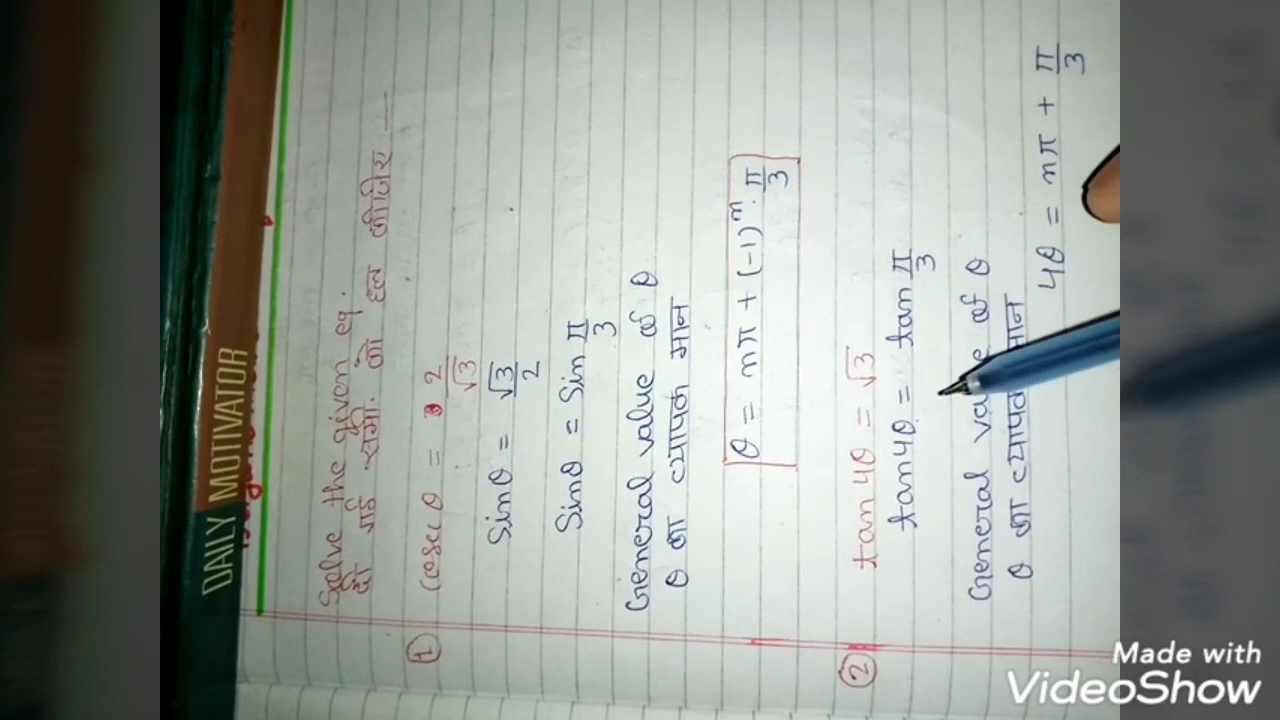 DAILY MOTIVATOR
Solve the given eq.
दी गई समी. को हल कीजिए —
① cosec θ = 2/√3
sin θ = √3/2
Sin θ = Sin π/3
General value of θ
θ का व्यापक मान
θ = nπ + (-1)ⁿ · π/3
② tan 4θ = √3
tan 4θ = tan π/3
General value of θ
θ का व्यापक मान
4θ = nπ + π/3
Made with
VideoShow